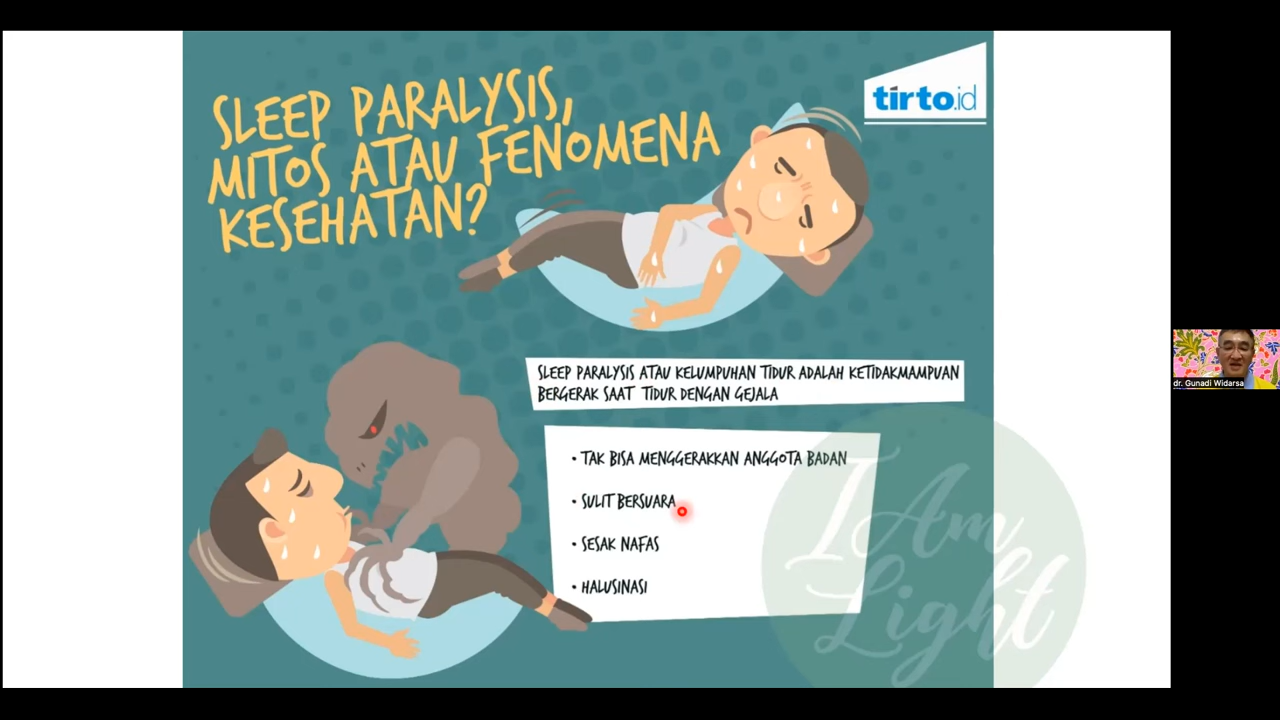 SLEEP PARALYSIS,
MITOS ATAU FENOMENA
KESEHATAN?
tirto.id
SLEEP PARALYSIS ATAU KELUMPUHAN TIDUR ADALAH KETIDAKMAMPUAN
BERGERAK SAAT TIDUR DENGAN GEJALA
• TAK BISA MENGGERAKKAN ANGGOTA BADAN
• SULIT BERSUARA
• SESAK NAFAS
• HALUSINASI
I Am
Light
dr. Gunadi Widarsa